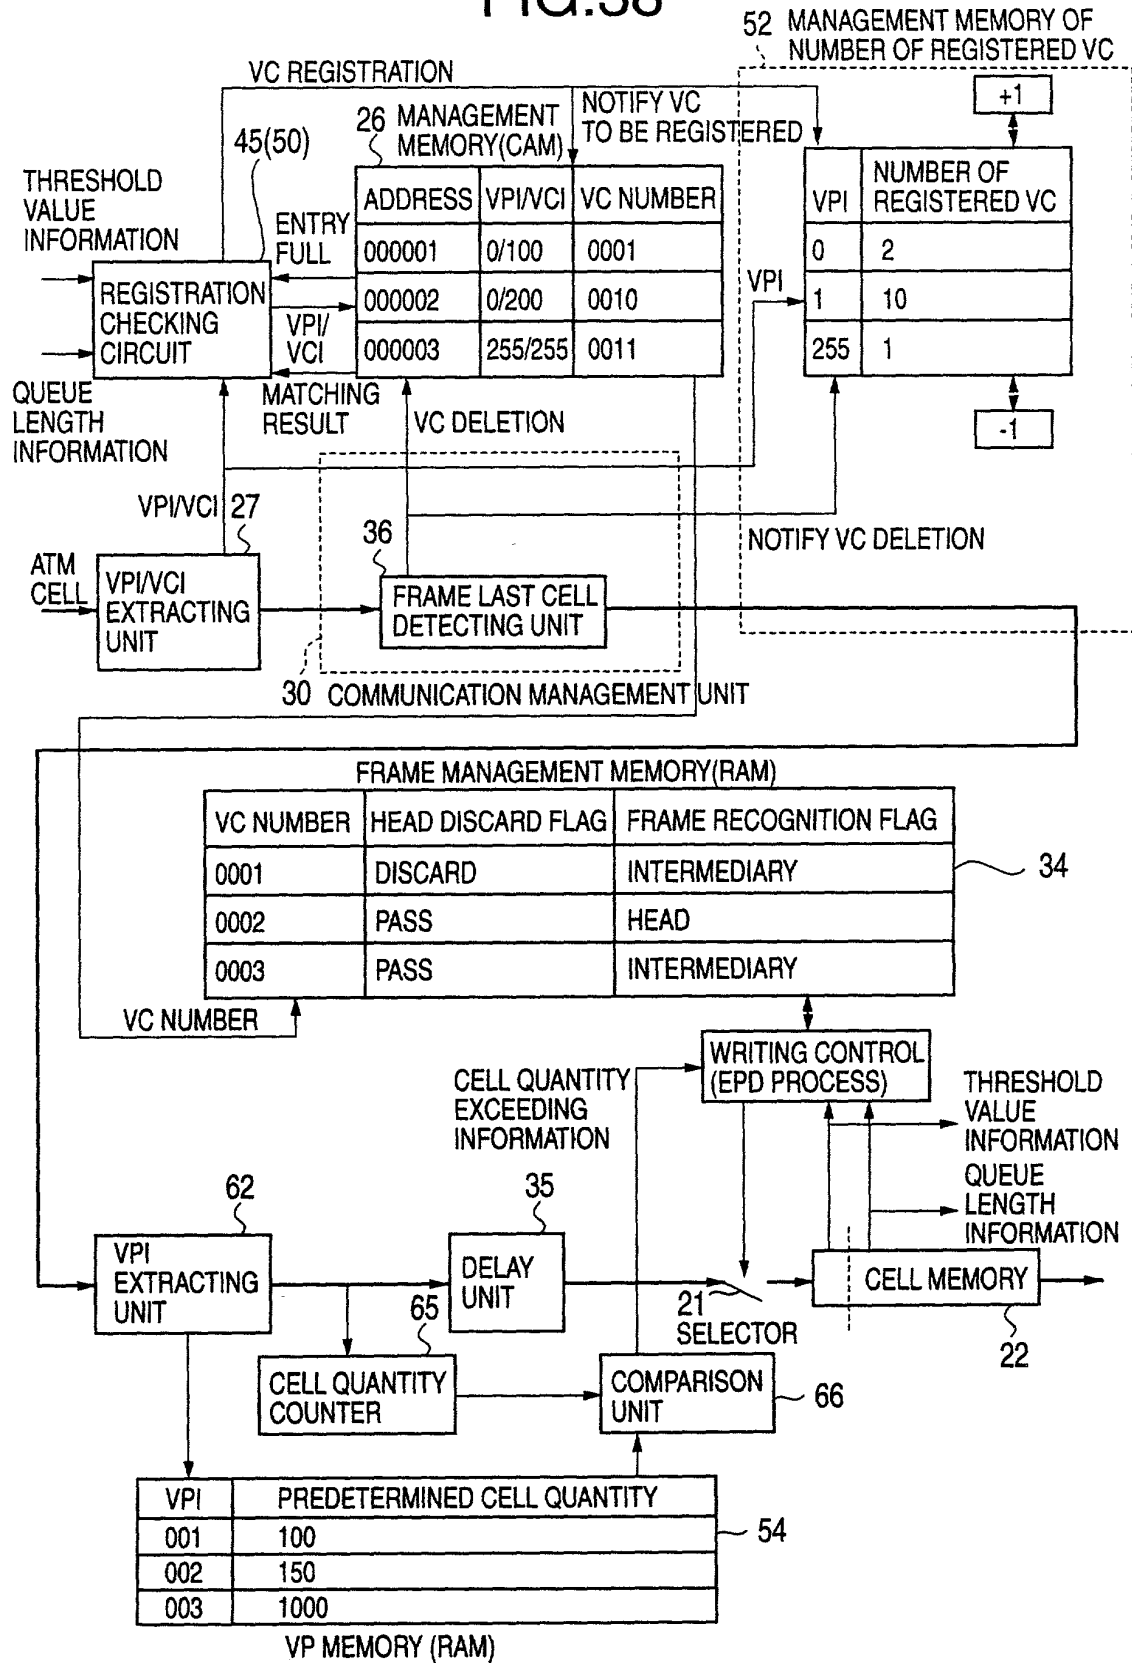 FIG.38
52 MANAGEMENT MEMORY OF
NUMBER OF REGISTERED VC
VC REGISTRATION
+1
NOTIFY VC
TO BE REGISTERED
26 MANAGEMENT
MEMORY(CAM)
45(50)
THRESHOLD
VALUE
INFORMATION
ENTRY
FULL
ADDRESS VPI/VCI VC NUMBER
000001 0/100 0001
000002 0/200 0010
000003 255/255 0011
VPI NUMBER OF
REGISTERED VC
0 2
1 10
255 1
VPI
REGISTRATION
CHECKING
CIRCUIT
VPI/
VCI
MATCHING
RESULT
QUEUE
LENGTH
INFORMATION
VC DELETION
-1
VPI/VCI 27
36
NOTIFY VC DELETION
ATM
CELL
VPI/VCI
EXTRACTING
UNIT
FRAME LAST CELL
DETECTING UNIT
30 COMMUNICATION MANAGEMENT UNIT
FRAME MANAGEMENT MEMORY(RAM)
VC NUMBER HEAD DISCARD FLAG FRAME RECOGNITION FLAG
0001 DISCARD INTERMEDIARY
0002 PASS HEAD
0003 PASS INTERMEDIARY
34
VC NUMBER
WRITING CONTROL
(EPD PROCESS)
CELL QUANTITY
EXCEEDING
INFORMATION
THRESHOLD
VALUE
INFORMATION
QUEUE
LENGTH
INFORMATION
62
35
VPI
EXTRACTING
UNIT
DELAY
UNIT
65
21
SELECTOR
CELL MEMORY
22
CELL QUANTITY
COUNTER
COMPARISON
UNIT
66
VPI PREDETERMINED CELL QUANTITY
001 100
002 150
003 1000
54
VP MEMORY (RAM)